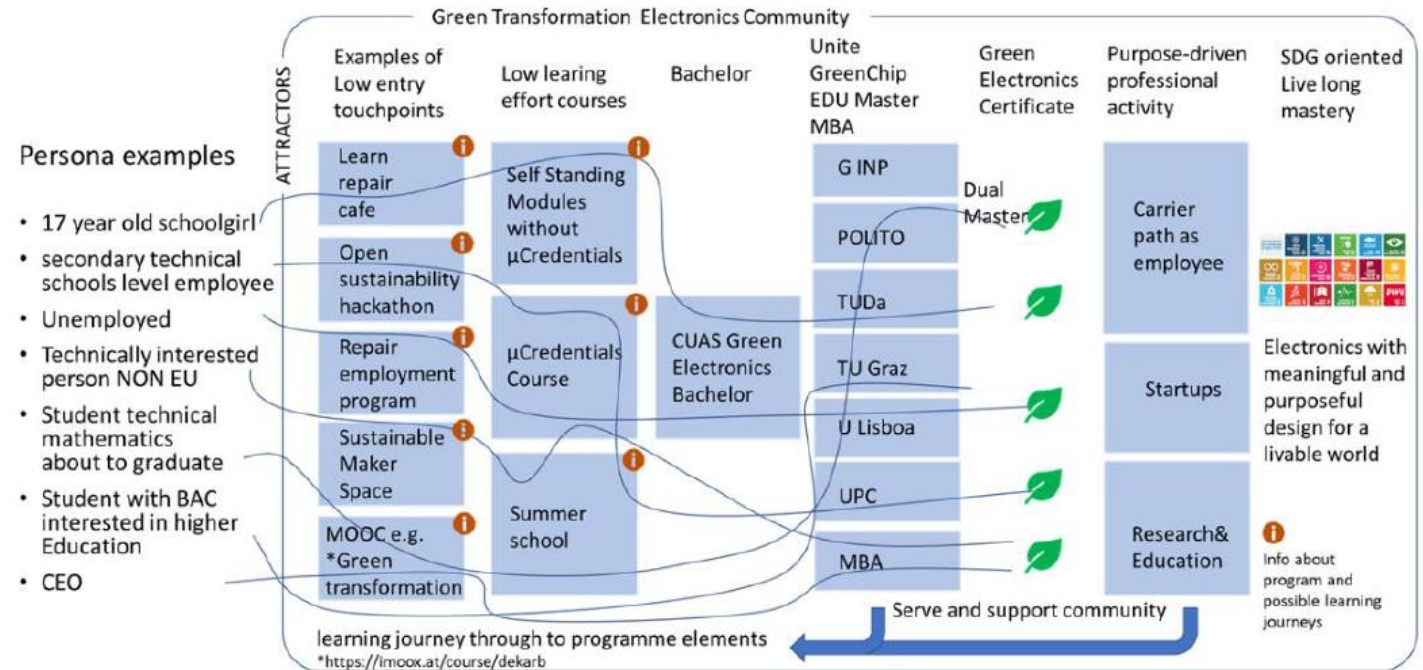 Green Transformation Electronics Community
ATTRACTORS
Examples of
Low entry
touchpoints
Low learing
effort courses
Bachelor
Unite
GreenChip
EDU Master
MBA
Green
Electronics
Certificate
Purpose-driven
professional
activity
SDG oriented
Live long
mastery
Persona examples
• 17 year old schoolgirl
• secondary technical
schools level employee
• Unemployed
• Technically interested
person NON EU
• Student technical
mathematics
about to graduate
• Student with BAC
interested in higher
Education
• CEO
Learn
repair
cafe
Open
sustainability
hackathon
Repair
employment
program
Sustainable
Maker
Space
MOOC e.g.
*Green
transformation
Self Standing
Modules
without
µCredentials
µCredentials
Course
Summer
school
CUAS Green
Electronics
Bachelor
G INP
POLITO
TUDa
TU Graz
U Lisboa
UPC
MBA
Dual
Master
Carrier
path as
employee
Startups
Research&
Education
Electronics with
meaningful and
purposeful
design for a
livable world
i
Info about
program and
possible learning
journeys
Serve and support community
learning journey through to programme elements
*https://imoox.at/course/dekarb